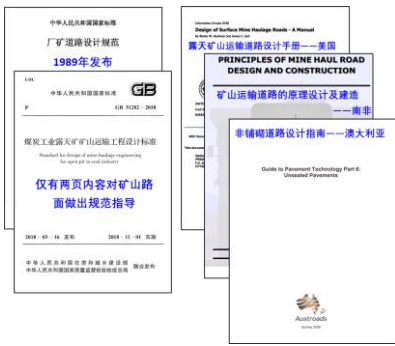 中华人民共和国国家标准
厂矿道路设计规范
1989年发布
UDC
中华人民共和国国家标准
GB
P
GB 51282-2018
煤炭工业露天矿矿山运输工程设计标准
Standard for design of mine haulage engineering
for open pit in coal industry
仅有两页内容对矿山路
面做出规范指导
2018-03-16 发布
2018-11-01 实施
中华人民共和国住房和城乡建设部
中华人民共和国国家质量监督检验检疫总局
联合发布
Design of Surface Mine Haulage Roads - A Manual
露天矿山运输道路设计手册——美国
PRINCIPLES OF MINE HAUL ROAD
DESIGN AND CONSTRUCTION
矿山运输道路的原理设计及建造
——南非
非铺砌道路设计指南——澳大利亚
Guide to Pavement Technology Part 6:
Unsealed Pavements
Austroads